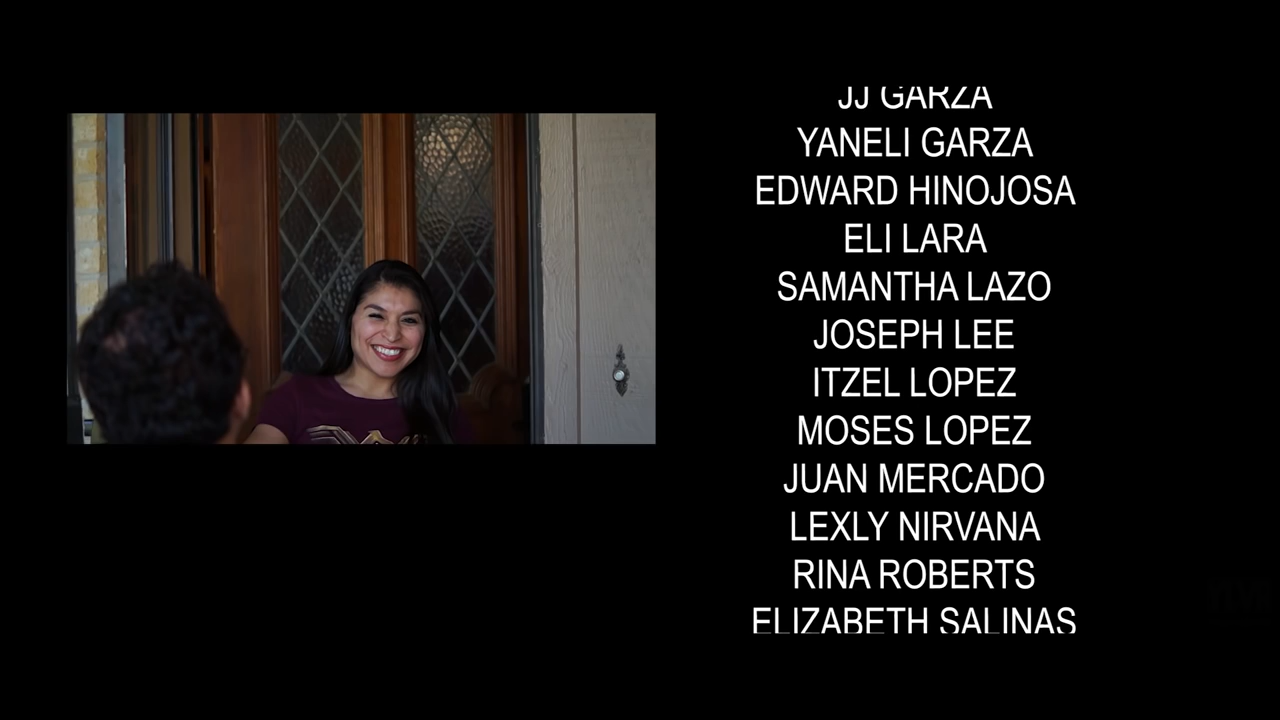 JJ GARZA
YANELI GARZA
EDWARD HINOJOSA
ELI LARA
SAMANTHA LAZO
JOSEPH LEE
ITZEL LOPEZ
MOSES LOPEZ
JUAN MERCADO
LEXLY NIRVANA
RINA ROBERTS
ELIZABETH SALINAS